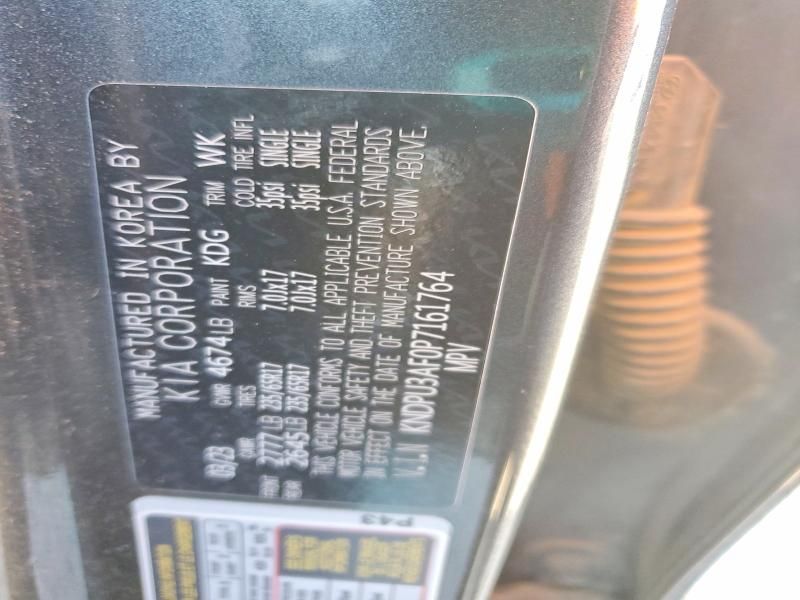 MANUFACTURED IN KOREA BY
KIA CORPORATION
03/23 GVWR 4674LB PAINT KDG TRIM WK
GAWR TIRES RIMS COLD TIRE INFL
FRONT 2777LB 235/65R17 7.0Jx17 35psi SINGLE
REAR 2645LB 235/65R17 7.0Jx17 35psi SINGLE
THIS VEHICLE CONFORMS TO ALL APPLICABLE U.S.A. FEDERAL
MOTOR VEHICLE SAFETY AND THEFT PREVENTION STANDARDS
IN EFFECT ON THE DATE OF MANUFACTURE SHOWN ABOVE.
V.I.N KNDPU3AF0P7161764
MPV
P43